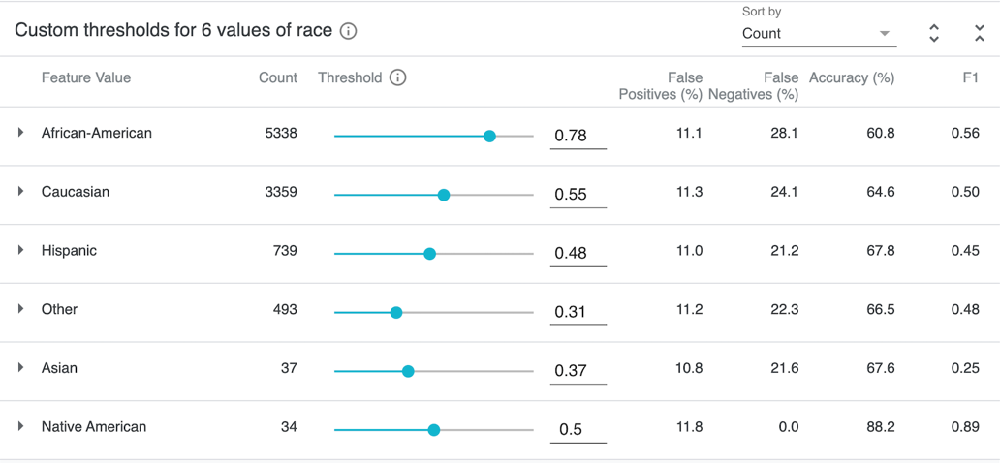 Sort by
Custom thresholds for 6 values of race
Count
Feature Value Count Threshold False Positives (%) False Negatives (%) Accuracy (%) F1
African-American 5338 0.78 11.1 28.1 60.8 0.56
Caucasian 3359 0.55 11.3 24.1 64.6 0.50
Hispanic 739 0.48 11.0 21.2 67.8 0.45
Other 493 0.31 11.2 22.3 66.5 0.48
Asian 37 0.37 10.8 21.6 67.6 0.25
Native American 34 0.5 11.8 0.0 88.2 0.89